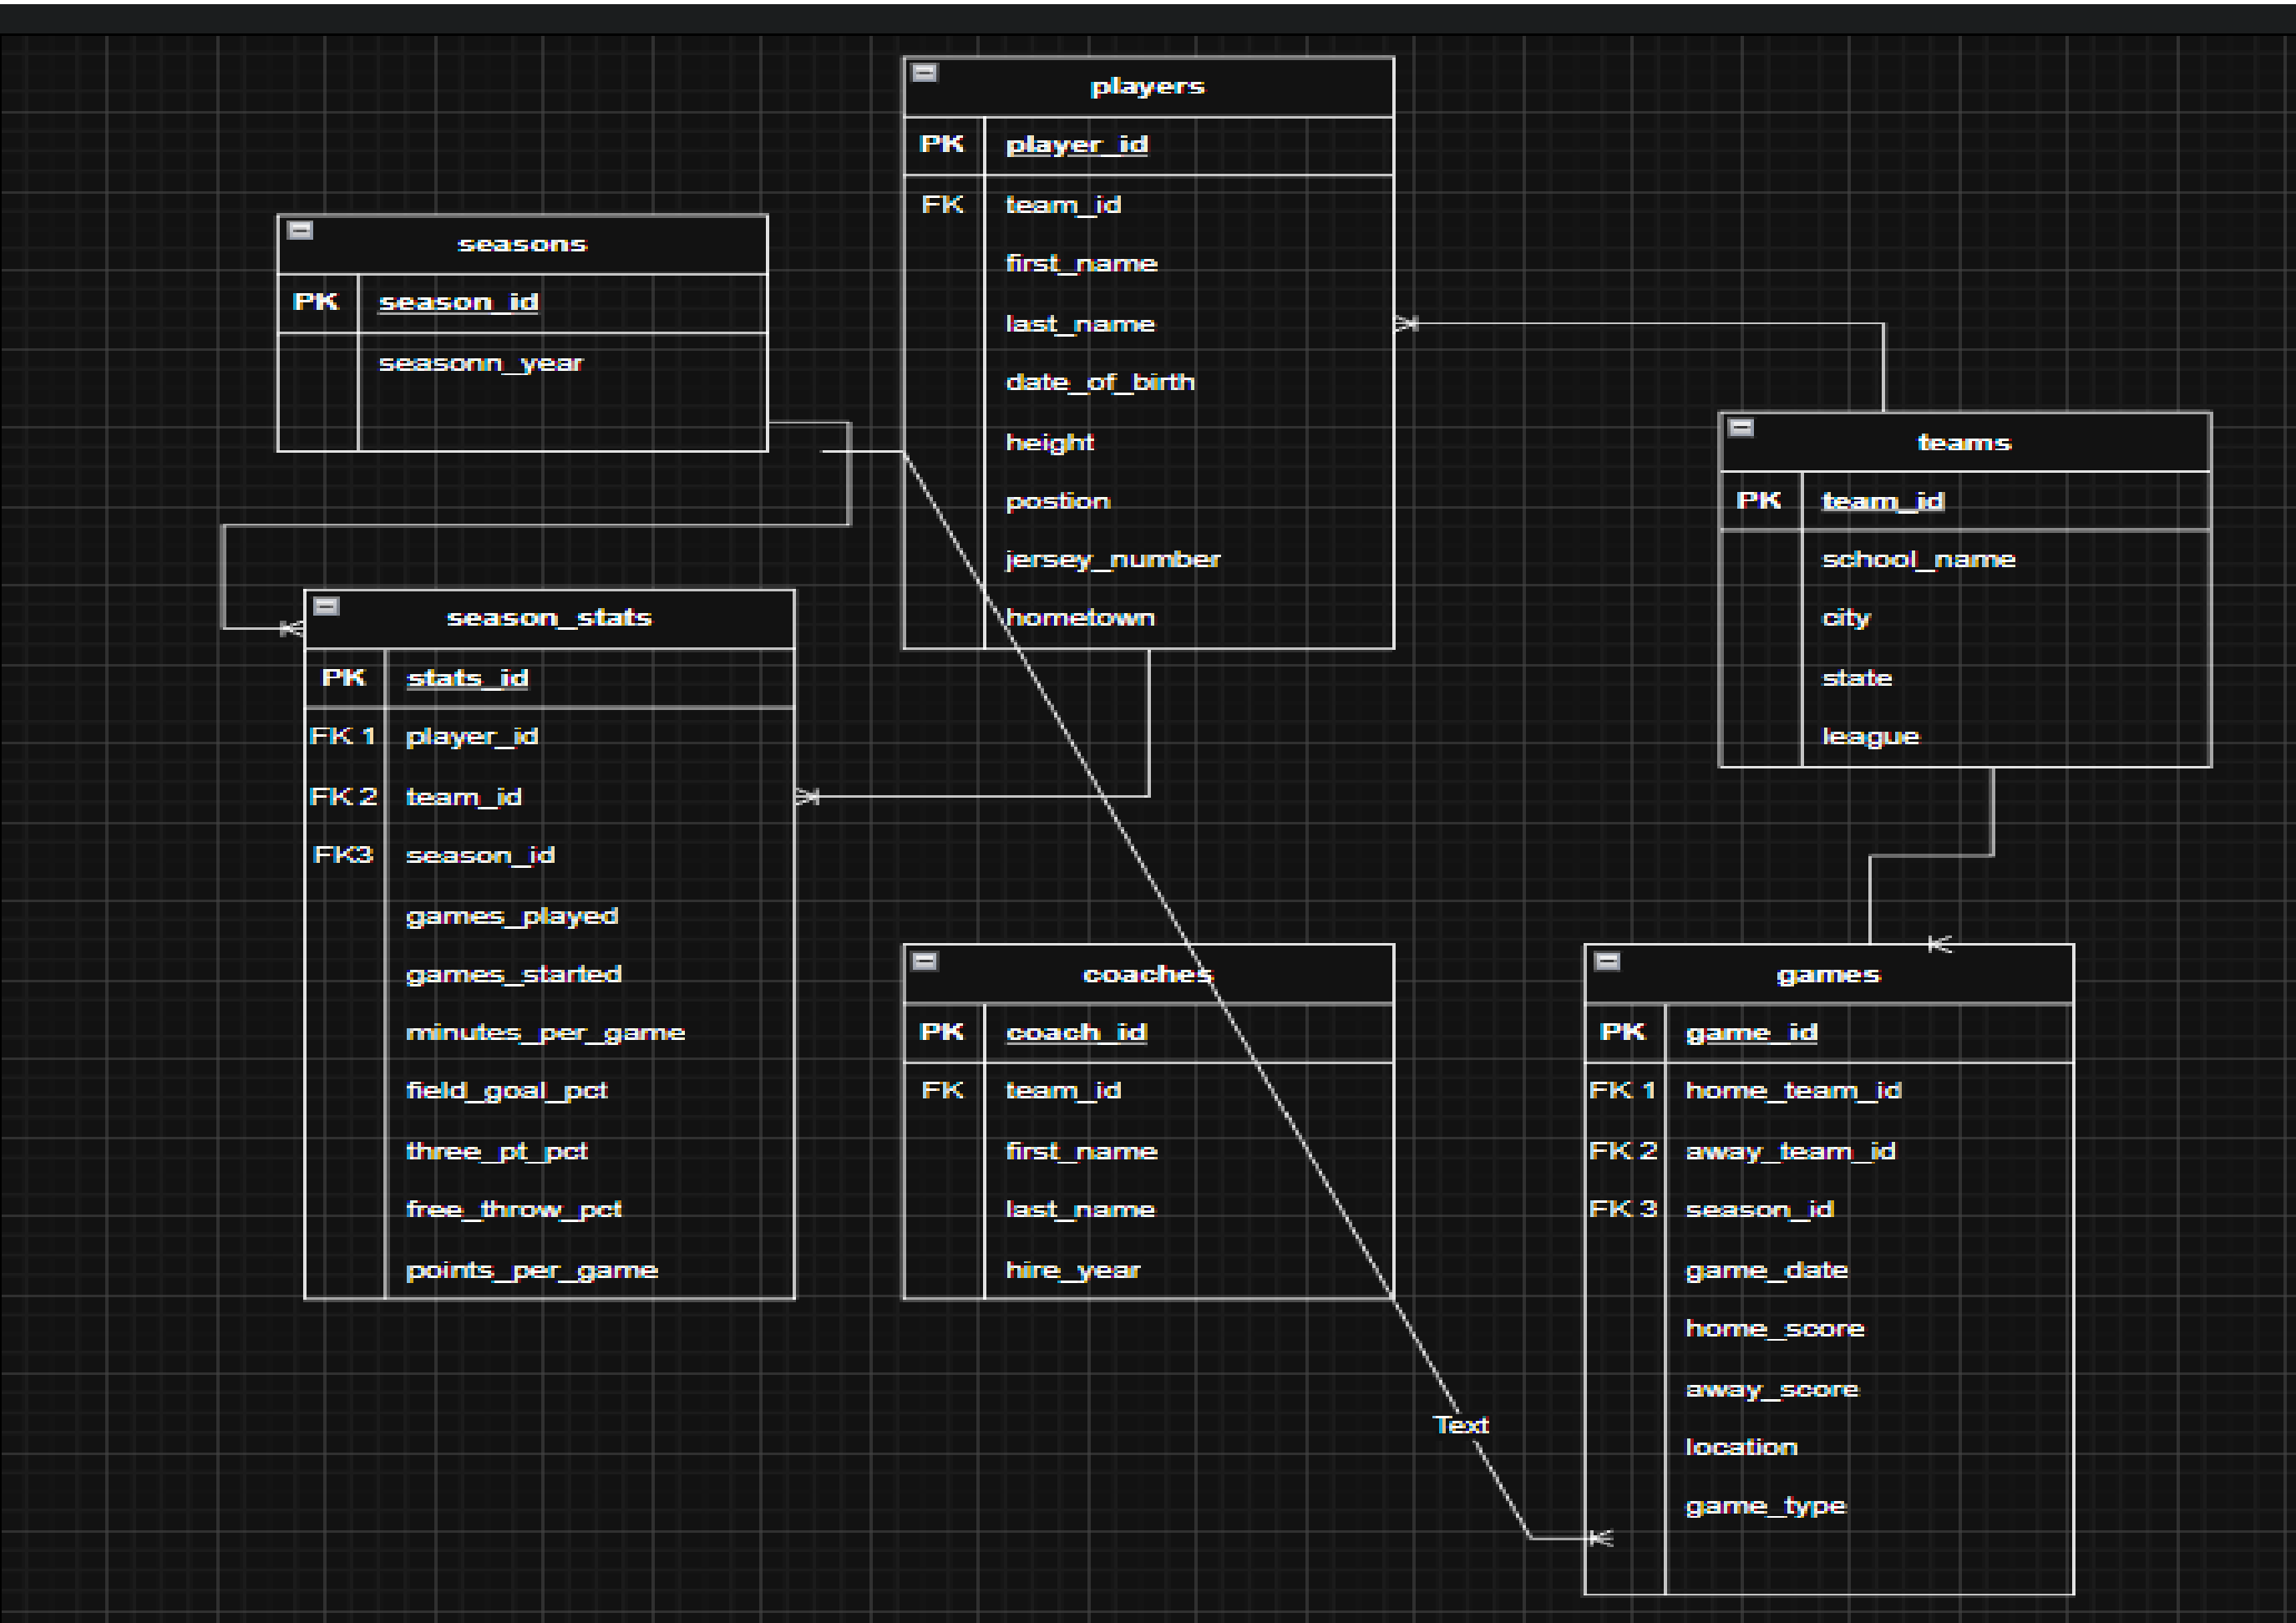 players
PK player_id
FK team_id
first_name
last_name
date_of_birth
height
postion
jersey_number
hometown
seasons
PK season_id
seasonn_year
teams
PK team_id
school_name
city
state
league
season_stats
PK stats_id
FK 1 player_id
FK 2 team_id
FK3 season_id
games_played
games_started
minutes_per_game
field_goal_pct
three_pt_pct
free_throw_pct
points_per_game
coaches
PK coach_id
FK team_id
first_name
last_name
hire_year
games
PK game_id
FK 1 home_team_id
FK 2 away_team_id
FK 3 season_id
game_date
home_score
away_score
location
game_type
Text